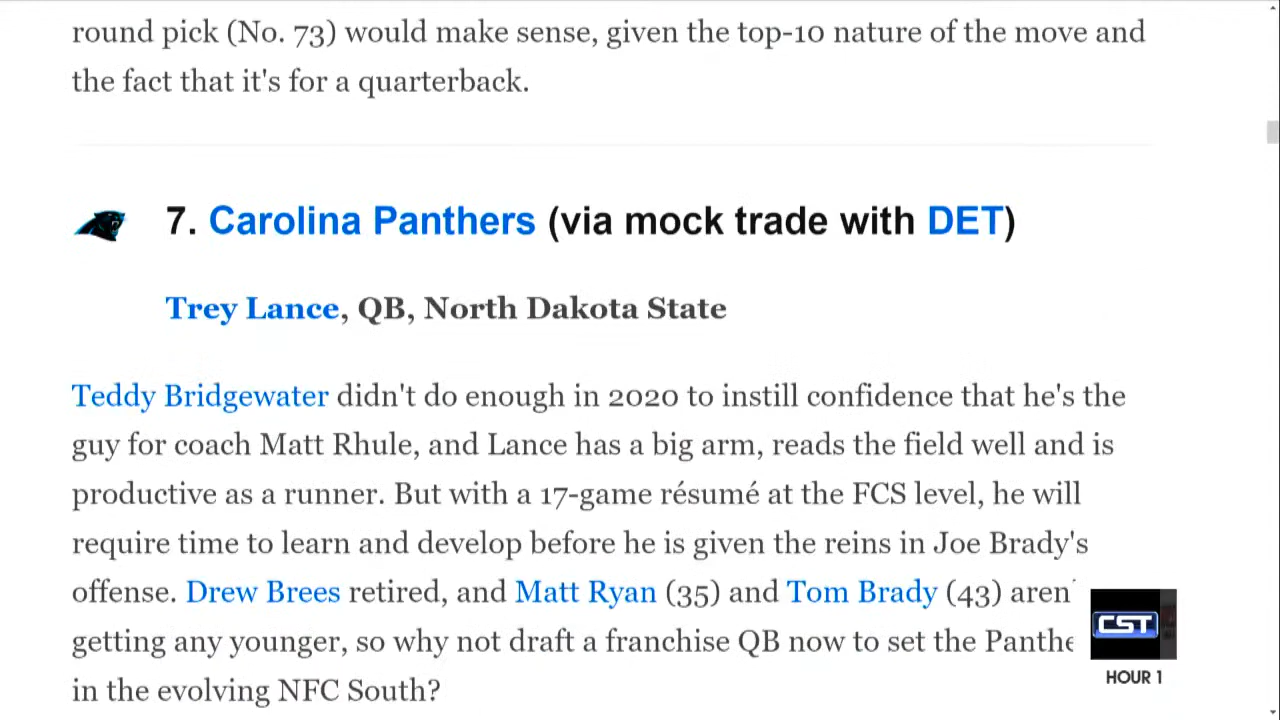 round pick (No. 73) would make sense, given the top-10 nature of the move and
the fact that it's for a quarterback.
7. Carolina Panthers (via mock trade with DET)
Trey Lance, QB, North Dakota State
Teddy Bridgewater didn't do enough in 2020 to instill confidence that he's the
guy for coach Matt Rhule, and Lance has a big arm, reads the field well and is
productive as a runner. But with a 17-game résumé at the FCS level, he will
require time to learn and develop before he is given the reins in Joe Brady's
offense. Drew Brees retired, and Matt Ryan (35) and Tom Brady (43) aren'
getting any younger, so why not draft a franchise QB now to set the
in the evolving NFC South?
CST
HOUR 1